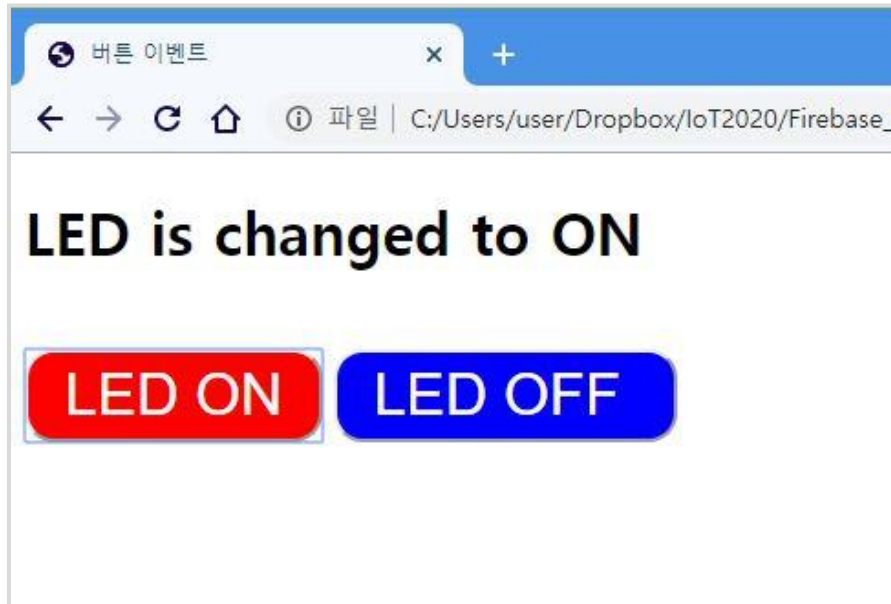 버튼 이벤트
파일 | C:/Users/user/Dropbox/IoT2020/Firebase_
LED is changed to ON
LED ON LED OFF